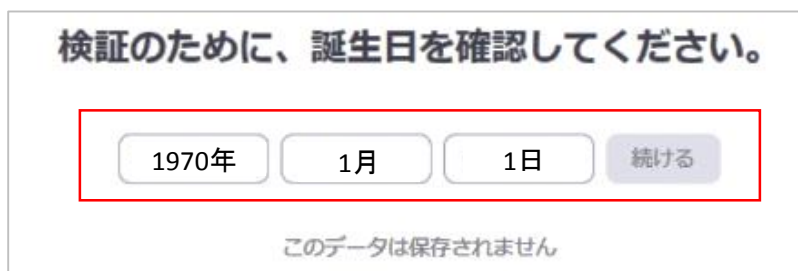 検証のために、誕生日を確認してください。
1970年 1月 1日 続ける
このデータは保存されません